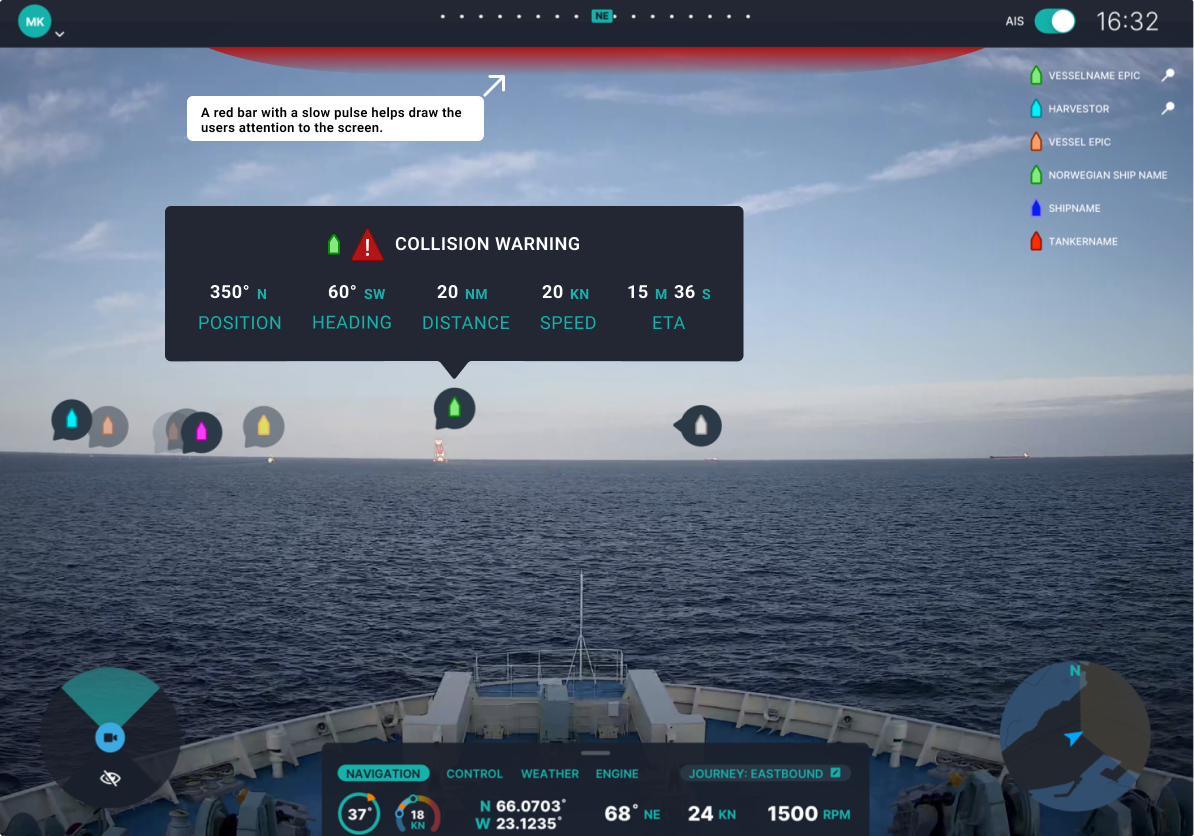 MK
NE
AIS
16:32
A red bar with a slow pulse helps draw the
users attention to the screen.
VESSELNAME EPIC
HARVESTOR
VESSEL EPIC
NORWEGIAN SHIP NAME
SHIPNAME
TANKERNAME
! COLLISION WARNING
350° N 60° SW 20 NM 20 KN 15 M 36 S
POSITION HEADING DISTANCE SPEED ETA
N
NAVIGATION CONTROL WEATHER ENGINE JOURNEY: EASTBOUND
37° 18 KN
N 66.0703°
W 23.1235°
68° NE 24 KN 1500 RPM